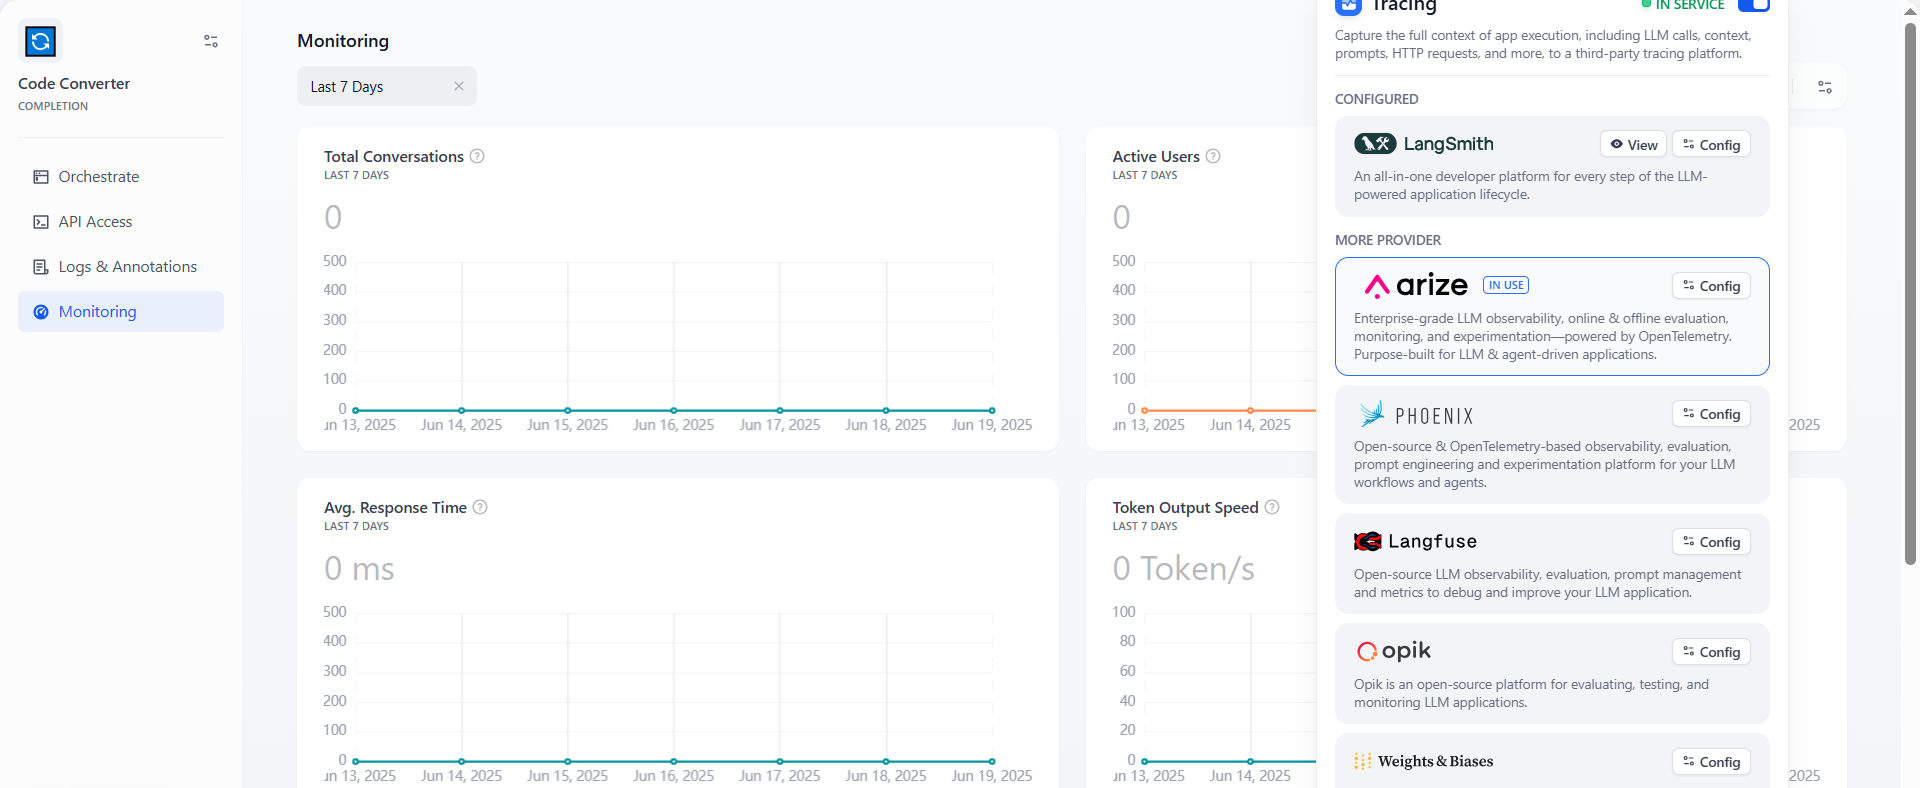 Code Converter
COMPLETION
Orchestrate
API Access
Logs & Annotations
Monitoring
Monitoring
Last 7 Days
Total Conversations
LAST 7 DAYS
0
500
400
300
200
100
0
un 13, 2025 Jun 14, 2025 Jun 15, 2025 Jun 16, 2025 Jun 17, 2025 Jun 18, 2025 Jun 19, 2025
Active Users
LAST 7 DAYS
0
500
400
300
200
100
0
un 13, 2025 Jun 14, 2025
2025
Avg. Response Time
LAST 7 DAYS
0 ms
500
400
300
200
100
0
un 13, 2025 Jun 14, 2025 Jun 15, 2025 Jun 16, 2025 Jun 17, 2025 Jun 18, 2025 Jun 19, 2025
Token Output Speed
LAST 7 DAYS
0 Token/s
100
80
60
40
20
0
un 13, 2025 Jun 14, 2025
2025
Tracing IN SERVICE
Capture the full context of app execution, including LLM calls, context,
prompts, HTTP requests, and more, to a third-party tracing platform.
CONFIGURED
LangSmith View Config
An all-in-one developer platform for every step of the LLM-
powered application lifecycle.
MORE PROVIDER
arize IN USE Config
Enterprise-grade LLM observability, online & offline evaluation,
monitoring, and experimentation—powered by OpenTelemetry.
Purpose-built for LLM & agent-driven applications.
PHOENIX Config
Open-source & OpenTelemetry-based observability, evaluation,
prompt engineering and experimentation platform for your LLM
workflows and agents.
Langfuse Config
Open-source LLM observability, evaluation, prompt management
and metrics to debug and improve your LLM application.
opik Config
Opik is an open-source platform for evaluating, testing, and
monitoring LLM applications.
Weights & Biases Config